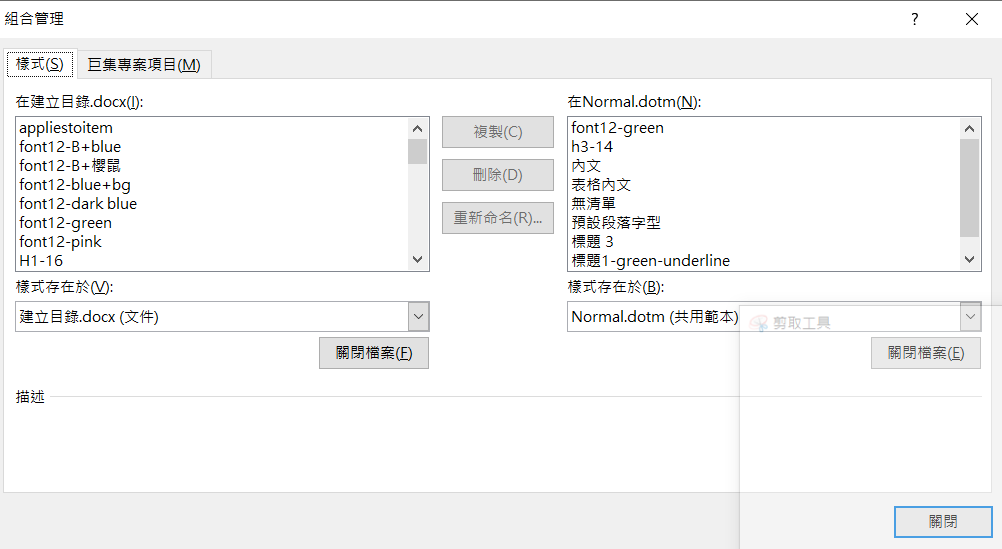 組合管理
?
樣式(S)
巨集專案項目(M)
在建立目錄.docx(I):
appliestoitem
font12-B+blue
font12-B+櫻鼠
font12-blue+bg
font12-dark blue
font12-green
font12-pink
H1-16
樣式存在於(V):
建立目錄.docx (文件)
關閉檔案(F)
複製(C)
刪除(D)
重新命名(R)...
在Normal.dotm(N):
font12-green
h3-14
內文
表格內文
無清單
預設段落字型
標題 3
標題1-green-underline
樣式存在於(B):
Normal.dotm (共用範本)
剪取工具
關閉檔案(E)
描述
關閉